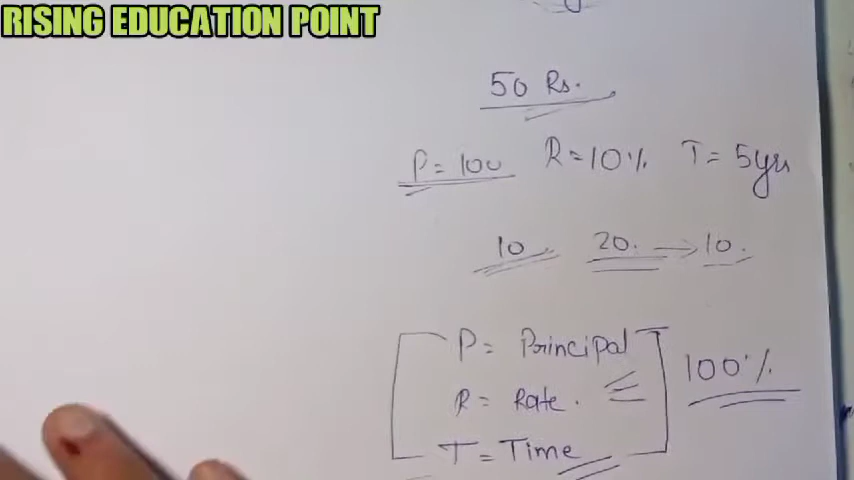 RISING EDUCATION POINT
50 Rs.
P = 100 R = 10% T = 5yrs
10 20. → 10.
P = Principal
R = Rate.
100%
T = Time